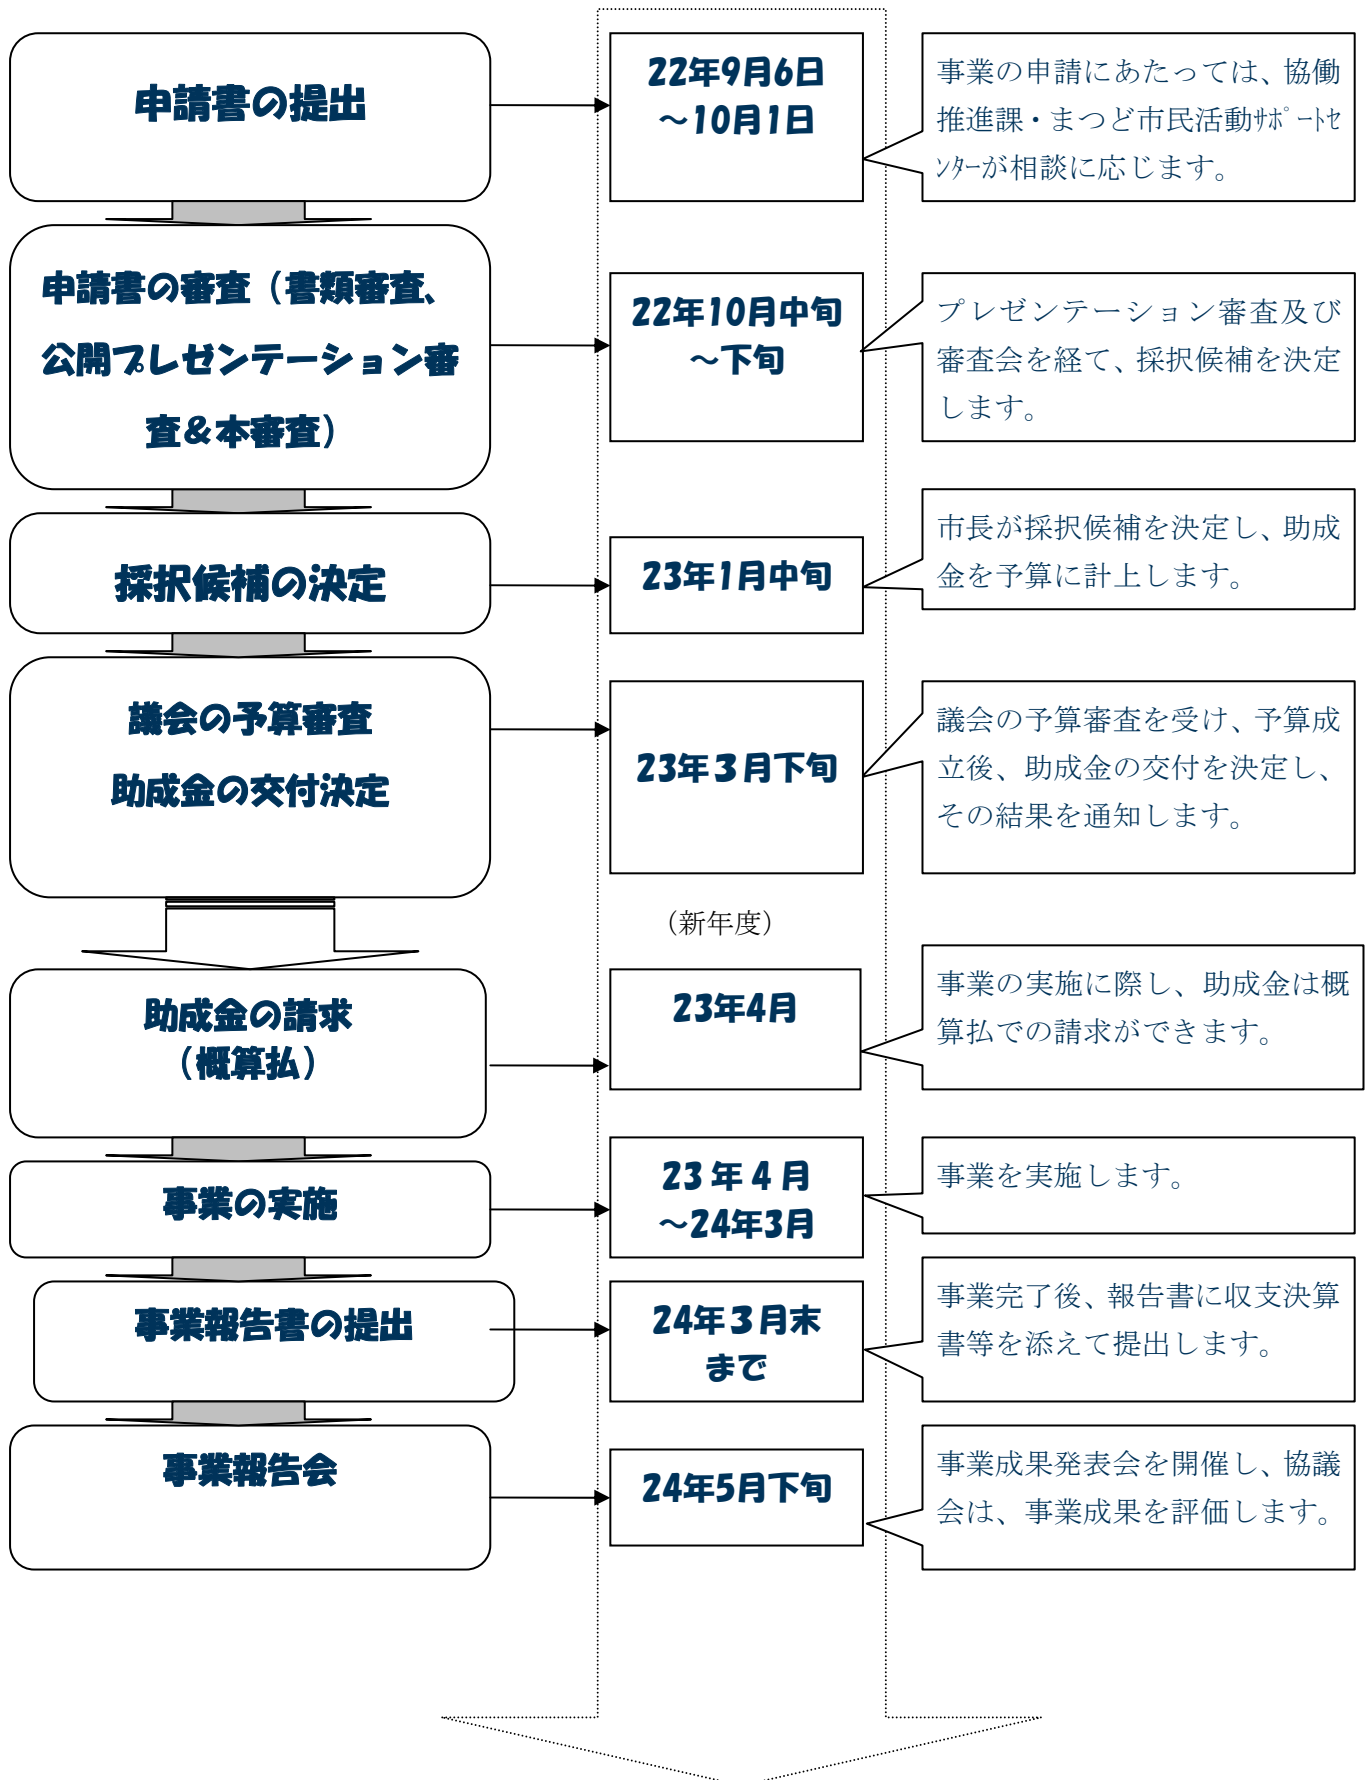 申請書の提出
22年9月6日
～10月1日
事業の申請にあたっては、協働
推進課・まつど市民活動ｻﾎﾟｰﾄｾ
ﾝﾀｰが相談に応じます。
申請書の審査（書類審査、
公開プレゼンテーション審
査＆本審査）
22年10月中旬
～下旬
プレゼンテーション審査及び
審査会を経て、採択候補を決定
します。
採択候補の決定
23年1月中旬
市長が採択候補を決定し、助成
金を予算に計上します。
議会の予算審査
助成金の交付決定
23年３月下旬
議会の予算審査を受け、予算成
立後、助成金の交付を決定し、
その結果を通知します。
（新年度）
助成金の請求
（概算払）
23年4月
事業の実施に際し、助成金は概
算払での請求ができます。
事業の実施
23年4月
～24年3月
事業を実施します。
事業報告書の提出
24年３月末
まで
事業完了後、報告書に収支決算
書等を添えて提出します。
事業報告会
24年5月下旬
事業成果発表会を開催し、協議
会は、事業成果を評価します。